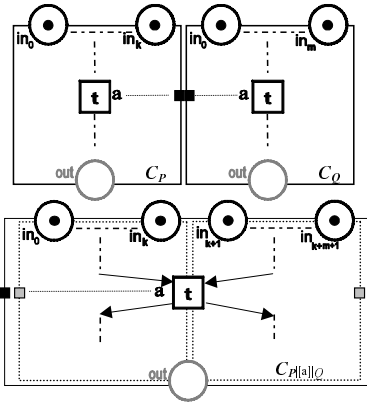 in0 ink in0 inm
a t a t
out CP out CQ
in0 ink ink+1 ink+m+1
a t
out CP|[a]|Q